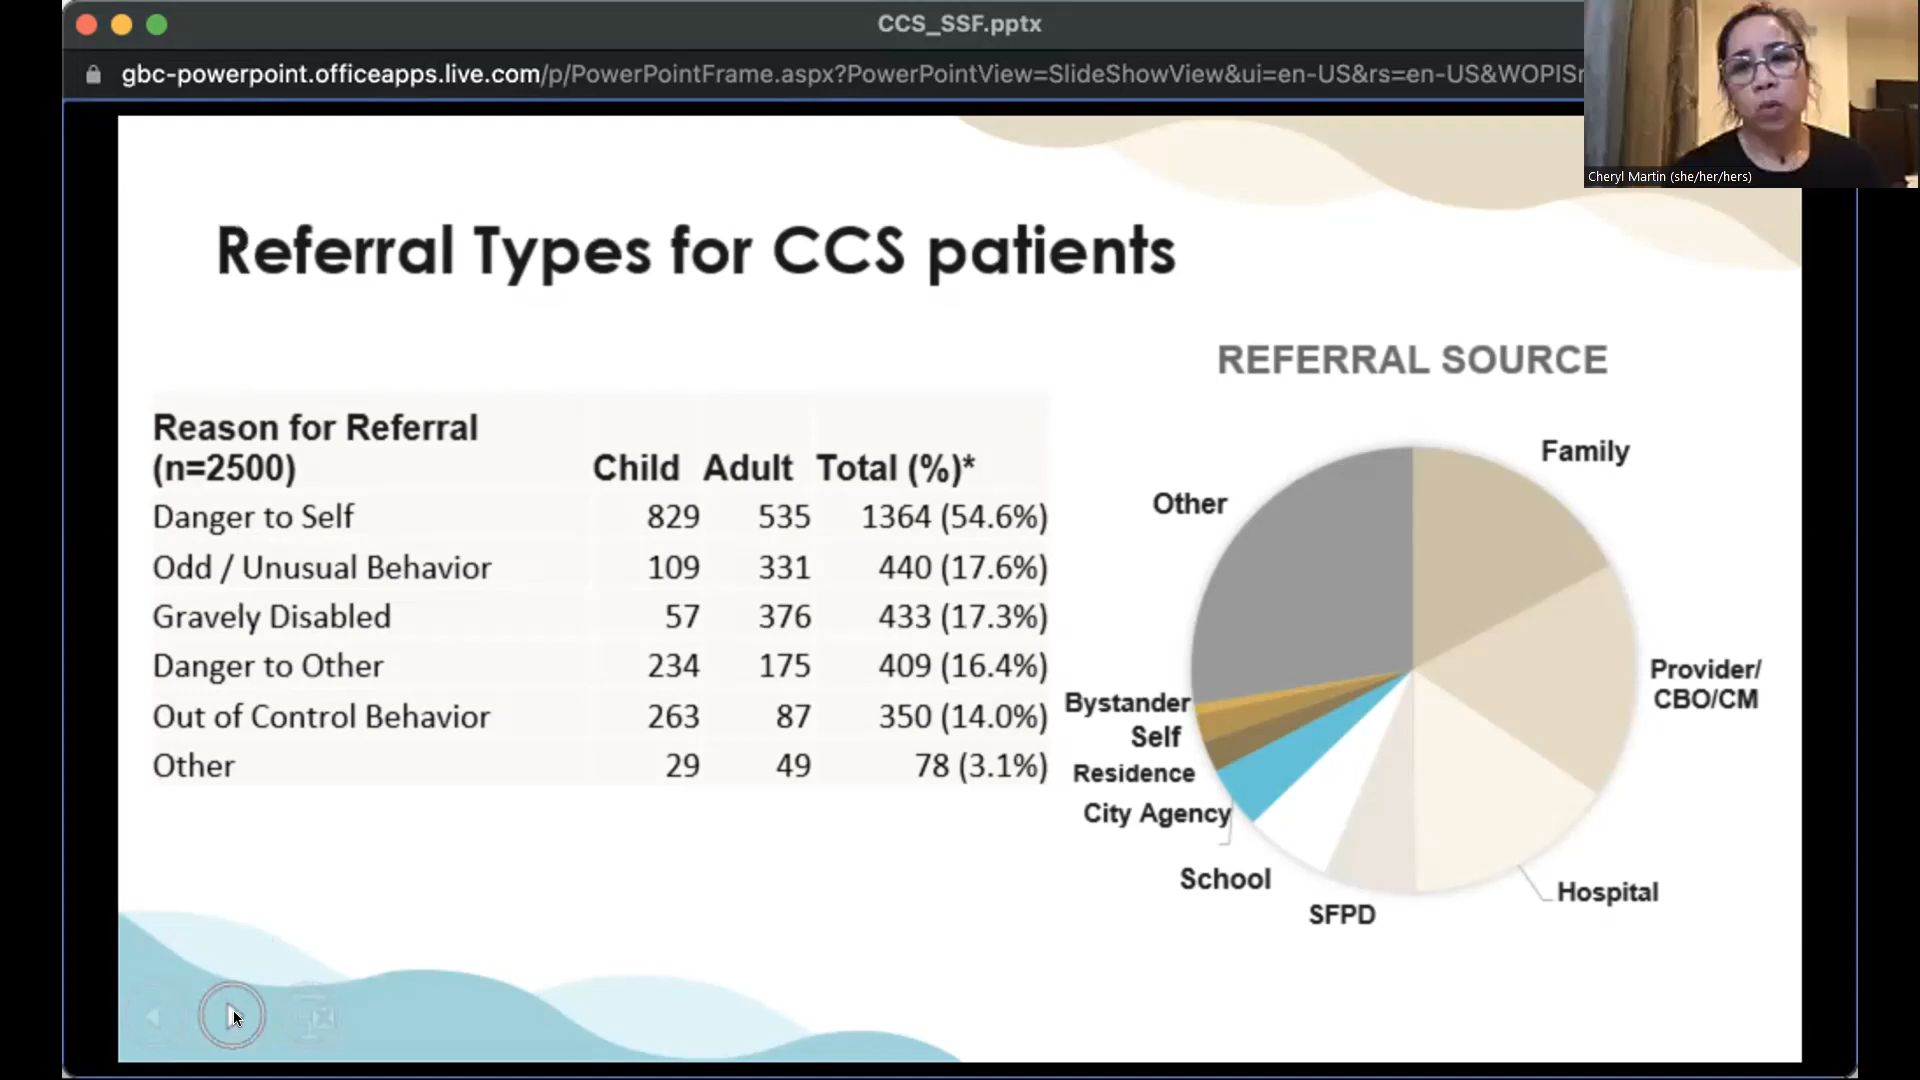 CCS_SSF.pptx
gbc-powerpoint.officeapps.live.com/p/PowerPointFrame.aspx?PowerPointView=SlideShowView&ui=en-US&rs=en-US&WOPISr
Cheryl Martin (she/her/hers)
Referral Types for CCS patients
Reason for Referral
(n=2500) Child Adult Total (%)*
Danger to Self 829 535 1364 (54.6%)
Odd / Unusual Behavior 109 331 440 (17.6%)
Gravely Disabled 57 376 433 (17.3%)
Danger to Other 234 175 409 (16.4%)
Out of Control Behavior 263 87 350 (14.0%)
Other 29 49 78 (3.1%)
REFERRAL SOURCE
Family
Other
Provider/
CBO/CM
Bystander
Self
Residence
City Agency
School
Hospital
SFPD